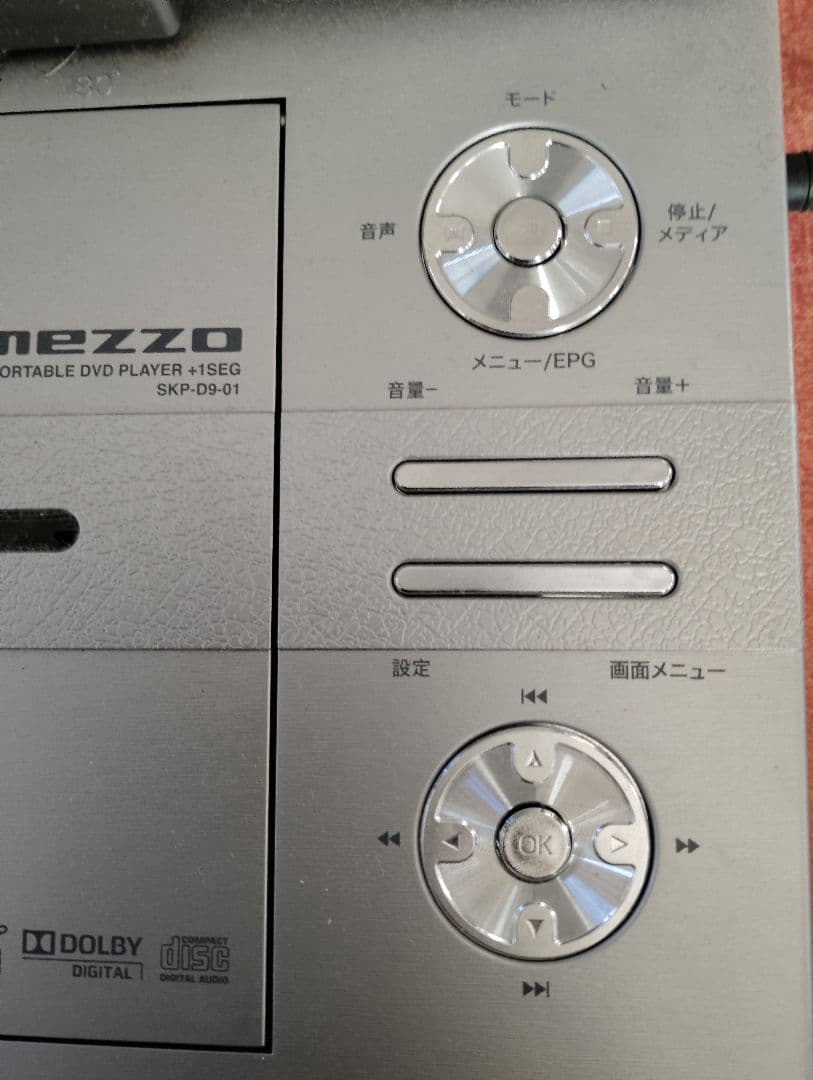 180°
モード
音声
停止/
メディア
mezzo
メニュー/EPG
ORTABLE DVD PLAYER +1SEG
SKP-D9-01
音量-
音量+
設定
画面メニュー
OK
DOLBY
DIGITAL
COMPACT
disc
DIGITAL AUDIO